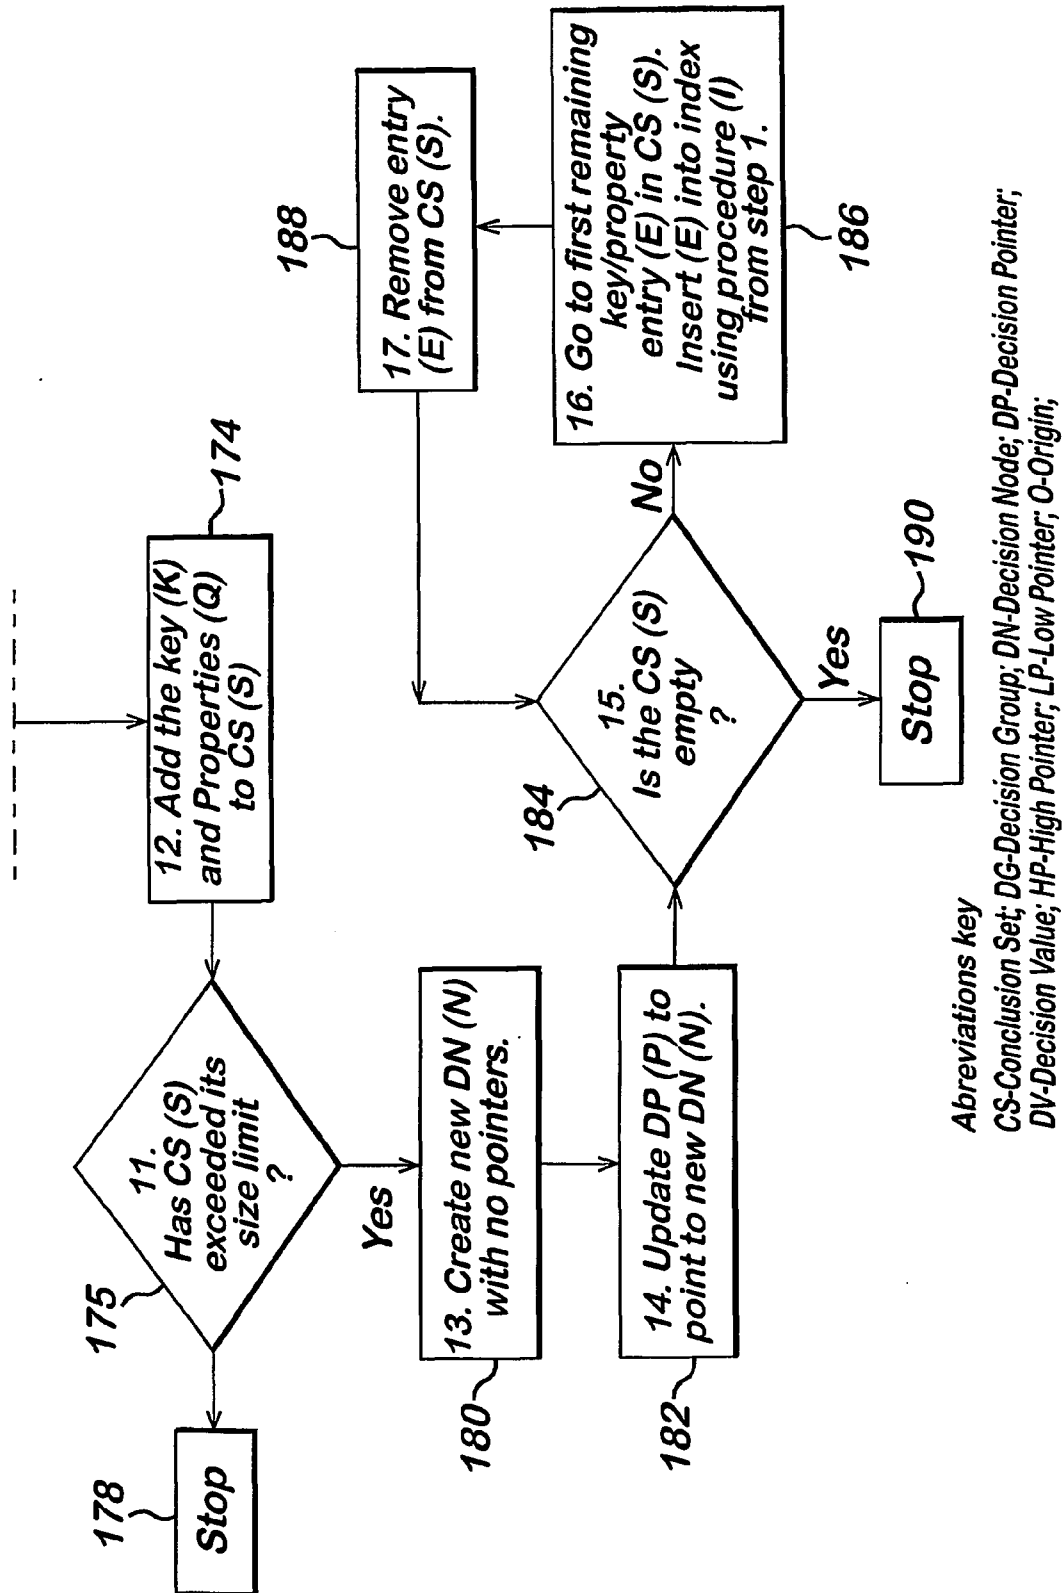 12. Add the key (K)
and Properties (Q)
to CS (S)
174
11.
Has CS (S)
exceeded its
size limit
?
175
Stop
178
Yes
13. Create new DN (N)
with no pointers.
180
14. Update DP (P) to
point to new DN (N).
182
15.
Is the CS (S)
empty
?
184
No
16. Go to first remaining
key/property
entry (E) in CS (S).
Insert (E) into index
using procedure (I)
from step 1.
186
17. Remove entry
(E) from CS (S).
188
Yes
Stop
190
Abreviations key
CS-Conclusion Set; DG-Decision Group; DN-Decision Node; DP-Decision Pointer;
DV-Decision Value; HP-High Pointer; LP-Low Pointer; O-Origin;